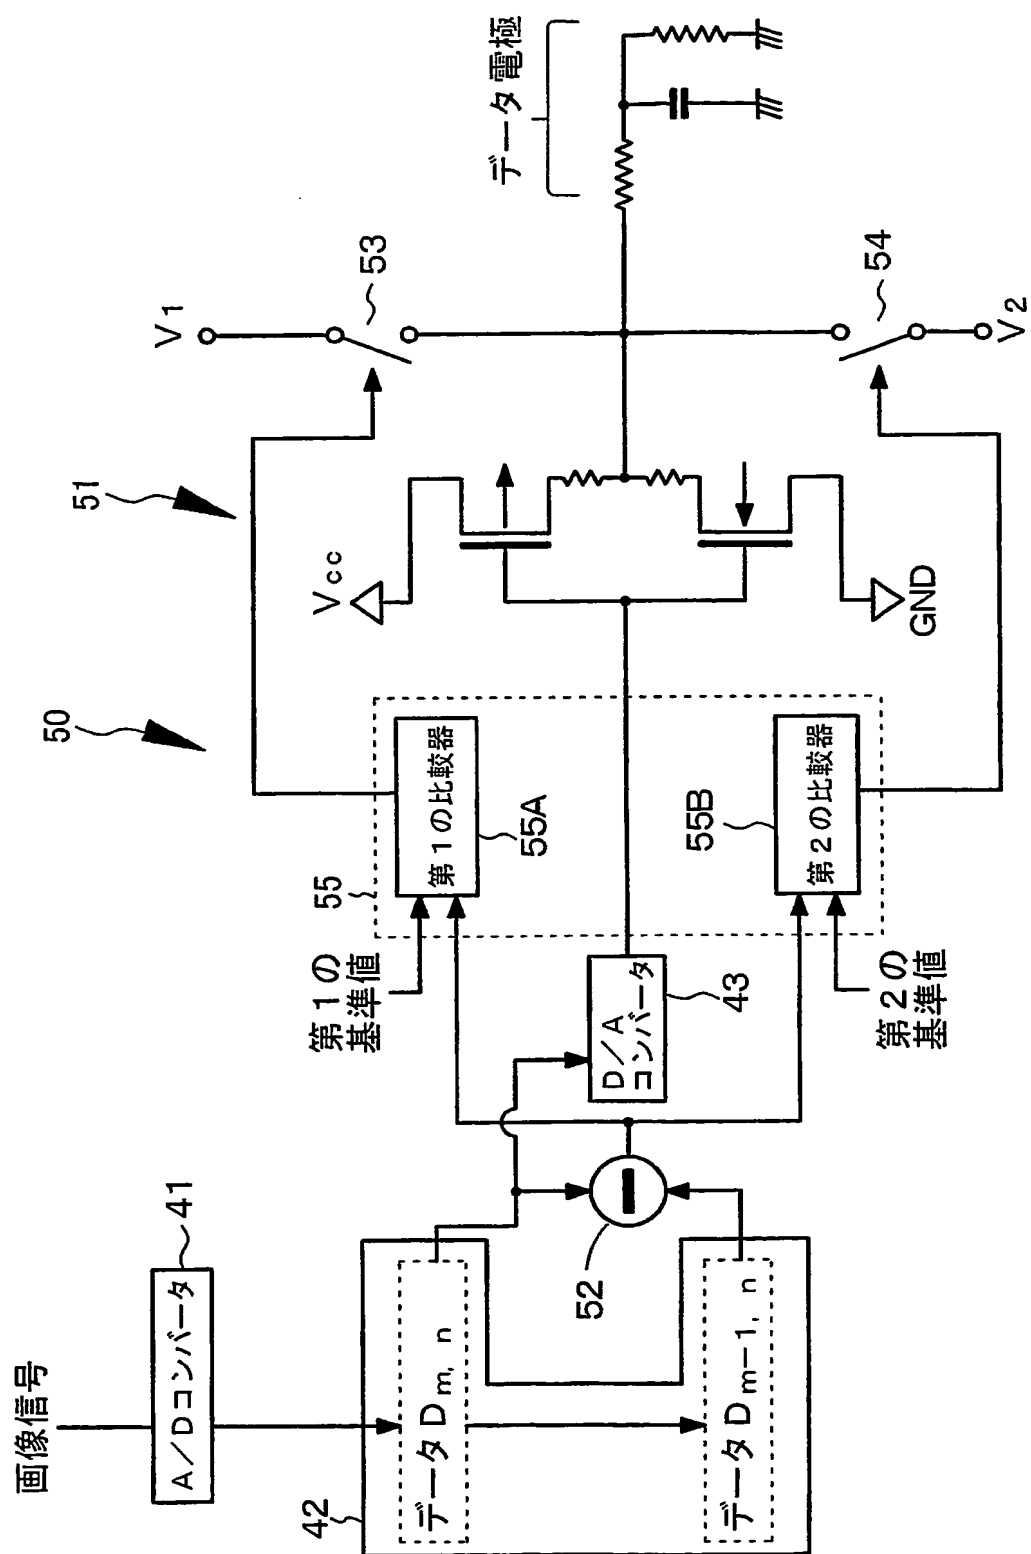 画像信号
A/Dコンバータ
41
42
データ Dm, n
データ Dm−1, n
52
D/A
コンバータ
43
第1の
基準値
第2の
基準値
50
55
第1の比較器
55A
第2の比較器
55B
51
Vcc
GND
V1
53
54
V2
データ電極